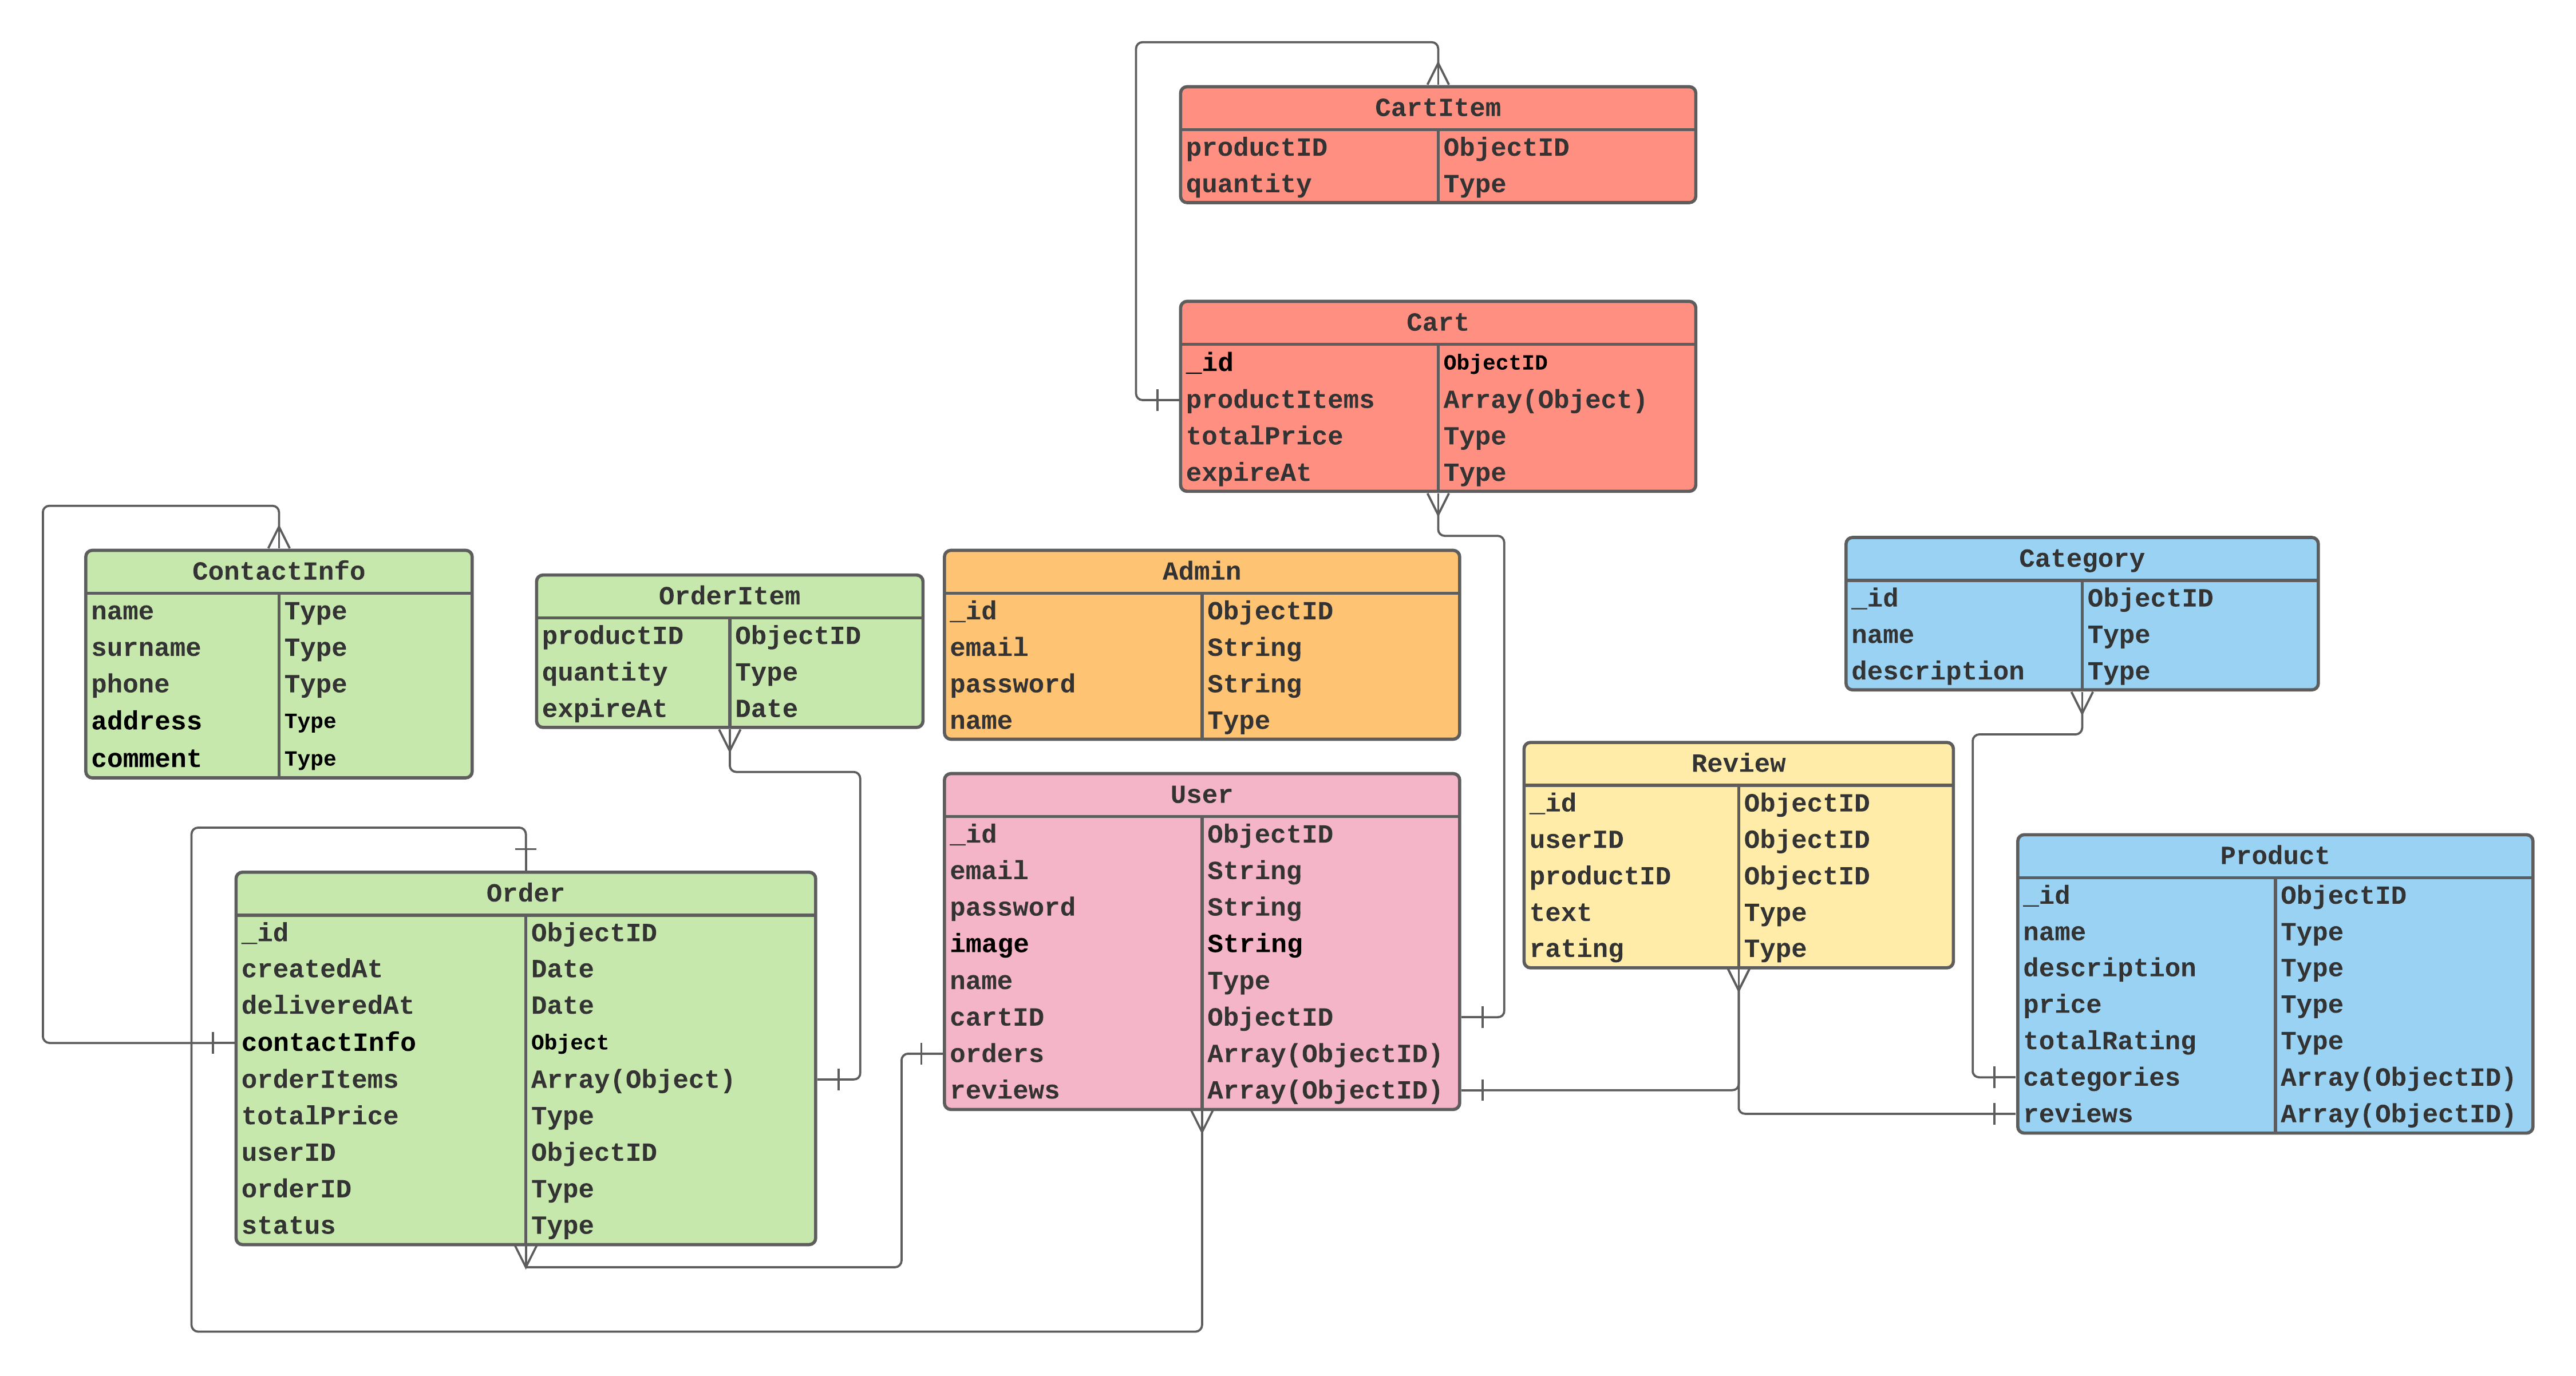 CartItem
productID ObjectID
quantity Type
Cart
_id ObjectID
productItems Array(Object)
totalPrice Type
expireAt Type
ContactInfo
name Type
surname Type
phone Type
address Type
comment Type
OrderItem
productID ObjectID
quantity Type
expireAt Date
Admin
_id ObjectID
email String
password String
name Type
Category
_id ObjectID
name Type
description Type
Order
_id ObjectID
createdAt Date
deliveredAt Date
contactInfo Object
orderItems Array(Object)
totalPrice Type
userID ObjectID
orderID Type
status Type
User
_id ObjectID
email String
password String
image String
name Type
cartID ObjectID
orders Array(ObjectID)
reviews Array(ObjectID)
Review
_id ObjectID
userID ObjectID
productID ObjectID
text Type
rating Type
Product
_id ObjectID
name Type
description Type
price Type
totalRating Type
categories Array(ObjectID)
reviews Array(ObjectID)